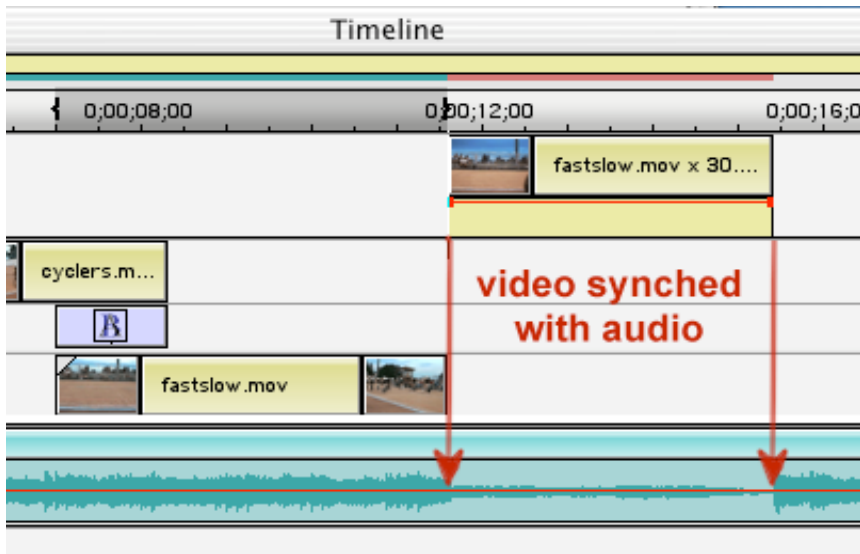 Timeline
0;00;08;00
0;00;12;00
0;00;16;0
fastslow.mov x 30....
cyclers.m...
video synched
with audio
B
fastslow.mov